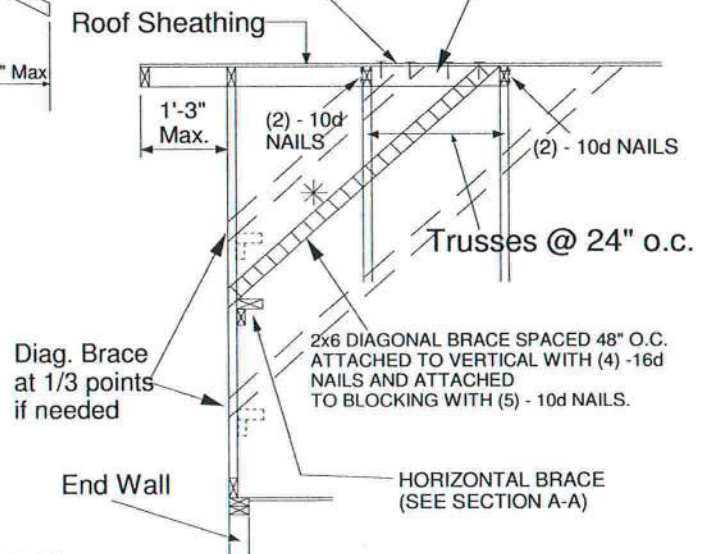 Roof Sheathing
" Max
1'-3"
Max.
(2) - 10d
NAILS
(2) - 10d NAILS
Trusses @ 24" o.c.
2x6 DIAGONAL BRACE SPACED 48" O.C.
ATTACHED TO VERTICAL WITH (4) -16d
NAILS AND ATTACHED
TO BLOCKING WITH (5) - 10d NAILS.
Diag. Brace
at 1/3 points
if needed
End Wall
HORIZONTAL BRACE
(SEE SECTION A-A)